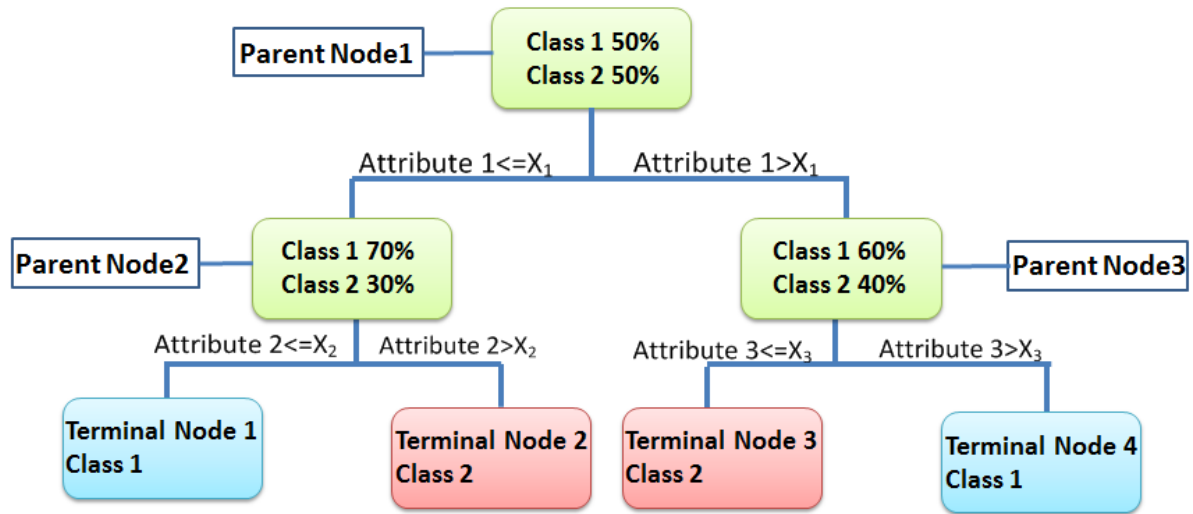 Parent Node1
Class 1 50%
Class 2 50%
Attribute 1<=X₁
Attribute 1>X₁
Parent Node2
Class 1 70%
Class 2 30%
Class 1 60%
Class 2 40%
Parent Node3
Attribute 2<=X₂
Attribute 2>X₂
Attribute 3<=X₃
Attribute 3>X₃
Terminal Node 1
Class 1
Terminal Node 2
Class 2
Terminal Node 3
Class 2
Terminal Node 4
Class 1